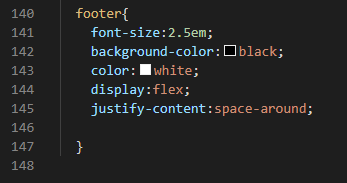 140 footer{
141 font-size:2.5em;
142 background-color:black;
143 color:white;
144 display:flex;
145 justify-content:space-around;
146
147 }
148